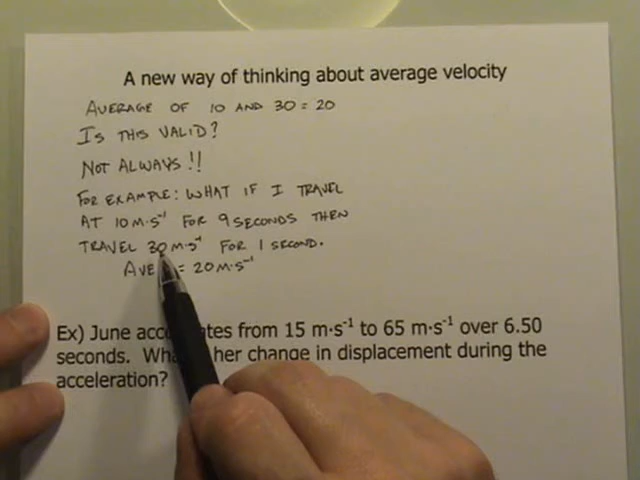 A new way of thinking about average velocity
AVERAGE OF 10 AND 30 = 20
IS THIS VALID?
NOT ALWAYS!!
FOR EXAMPLE: WHAT IF I TRAVEL
AT 10 M·S⁻¹ FOR 9 SECONDS THEN
TRAVEL 30 M·S⁻¹ FOR 1 SECOND.
= 20 M·S⁻¹
Ex) June from 15 m·s⁻¹ to 65 m·s⁻¹ over 6.50
seconds. her change in displacement during the
acceleration?